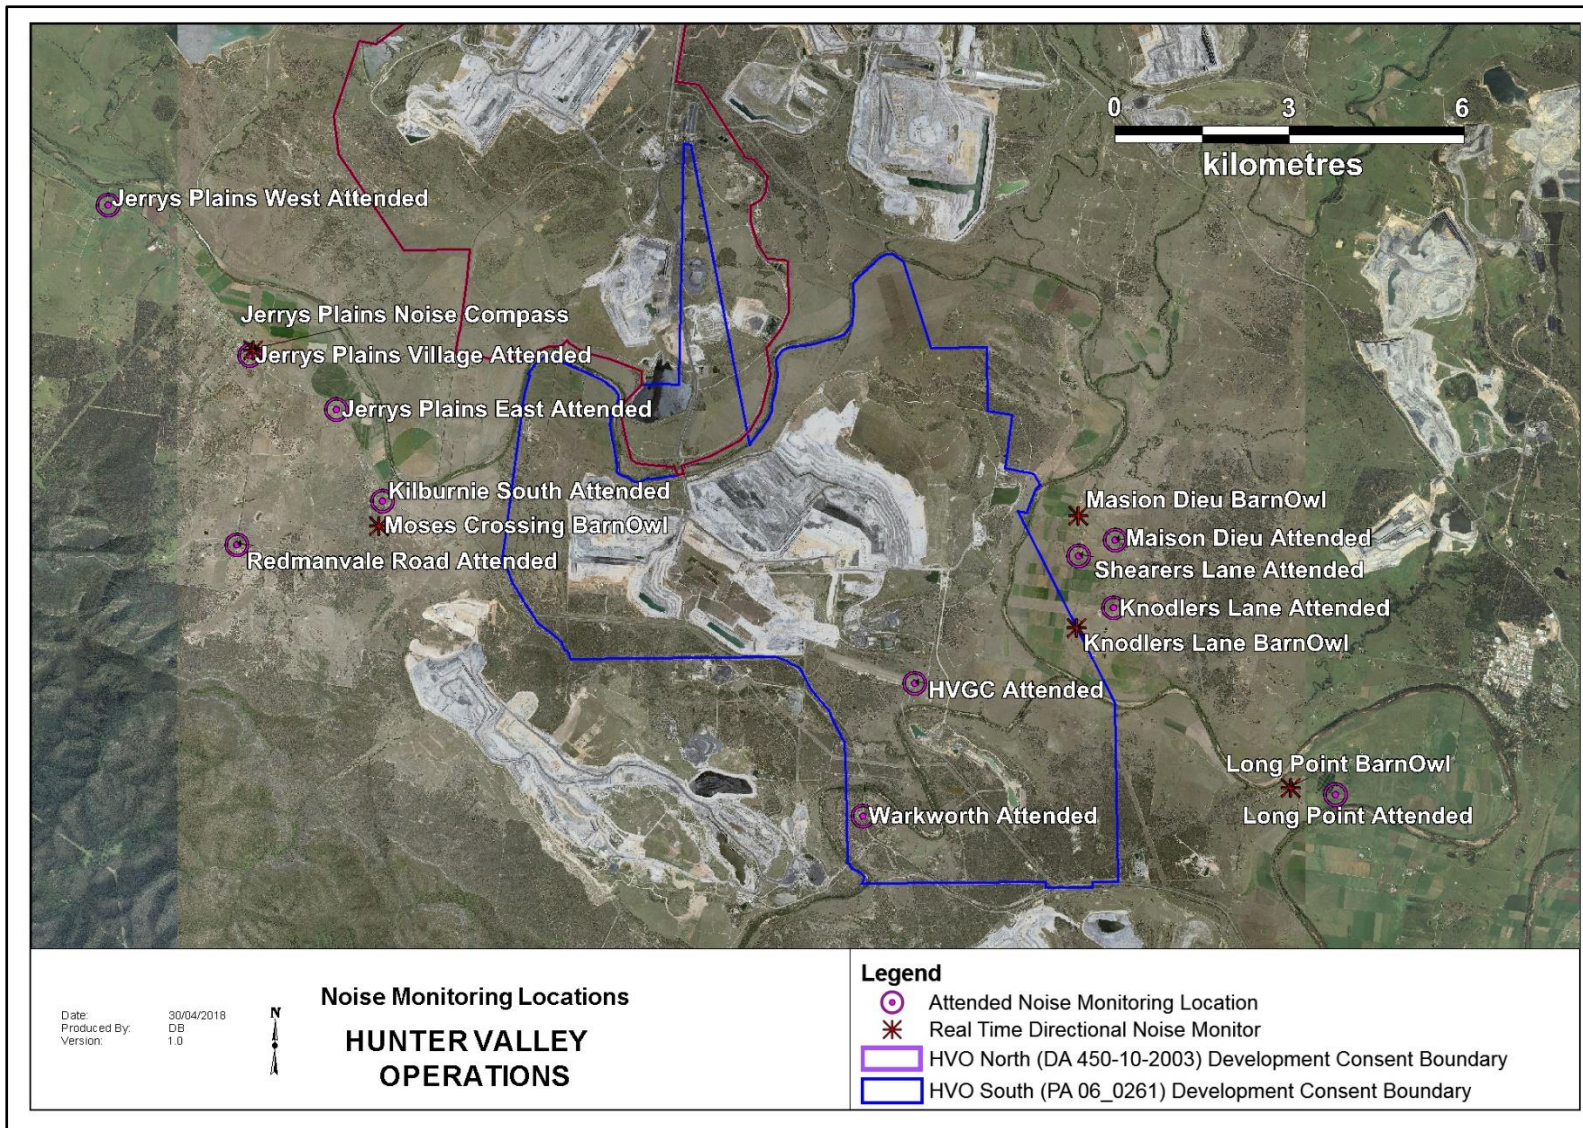 0 3 6
kilometres
Jerrys Plains West Attended
Jerrys Plains Noise Compass
Jerrys Plains Village Attended
Jerrys Plains East Attended
Kilburnie South Attended
Moses Crossing BarnOwl
Redmanvale Road Attended
Masion Dieu BarnOwl
Maison Dieu Attended
Shearers Lane Attended
Knodlers Lane Attended
Knodlers Lane BarnOwl
HVGC Attended
Long Point BarnOwl
Long Point Attended
Warkworth Attended
Date: 30/04/2018
Produced By: DB
Version: 1.0
N
Noise Monitoring Locations
HUNTER VALLEY
OPERATIONS
Legend
Attended Noise Monitoring Location
Real Time Directional Noise Monitor
HVO North (DA 450-10-2003) Development Consent Boundary
HVO South (PA 06_0261) Development Consent Boundary